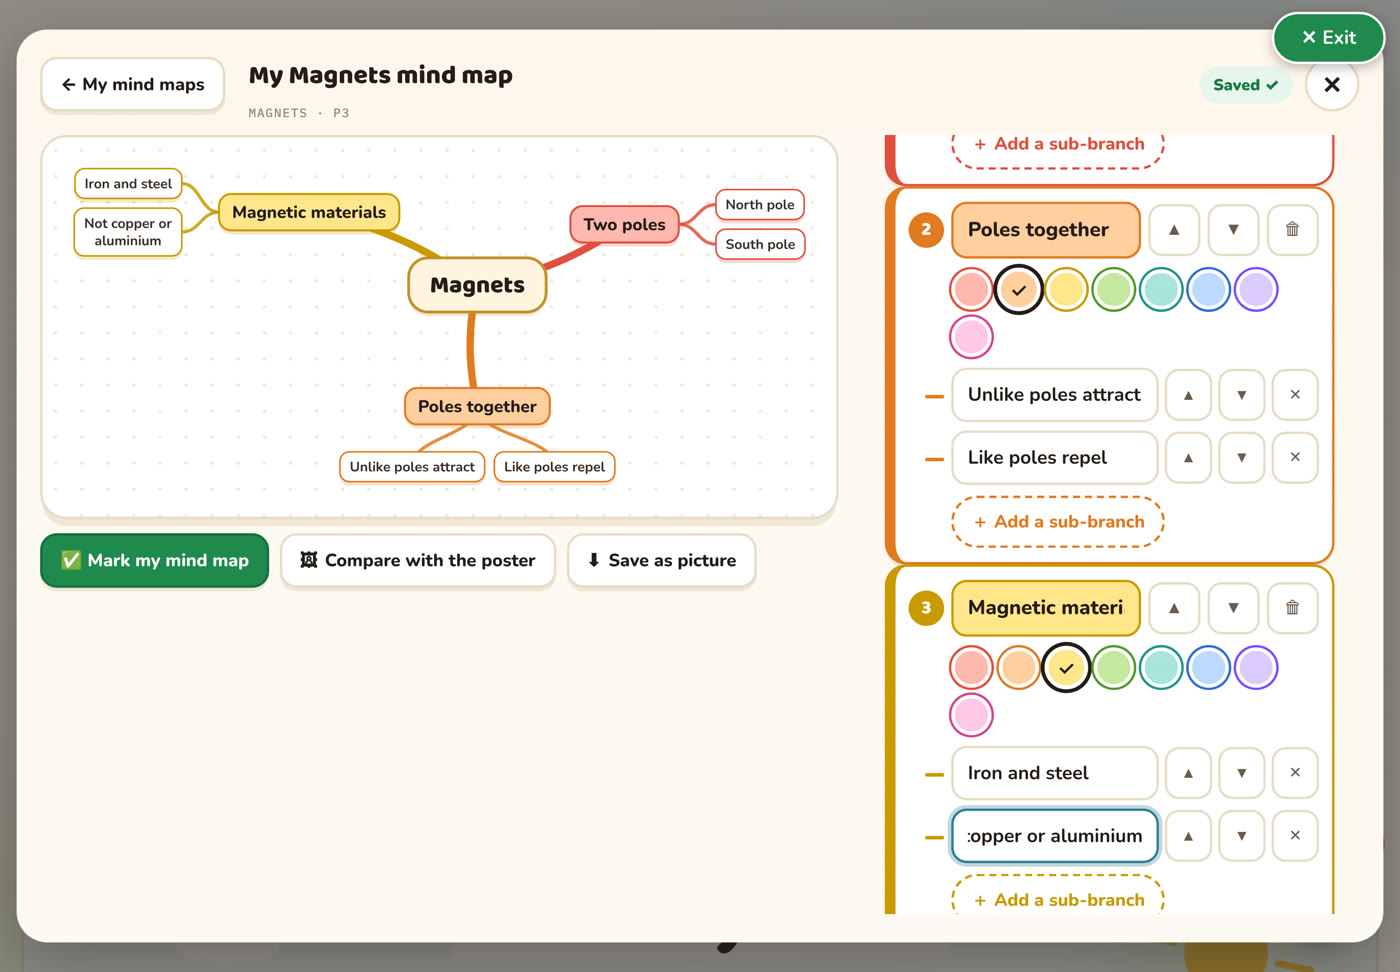 ✕ Exit
← My mind maps
My Magnets mind map
MAGNETS · P3
Saved ✓
✕
Iron and steel
Not copper or
aluminium
Magnetic materials
Two poles
North pole
South pole
Magnets
Poles together
Unlike poles attract
Like poles repel
✅ Mark my mind map
Compare with the poster
⬇ Save as picture
+ Add a sub-branch
2
Poles together
▲
▼
✓
Unlike poles attract
▲
▼
✕
Like poles repel
▲
▼
✕
+ Add a sub-branch
3
Magnetic materi
▲
▼
✓
Iron and steel
▲
▼
✕
opper or aluminium
▲
▼
✕
+ Add a sub-branch